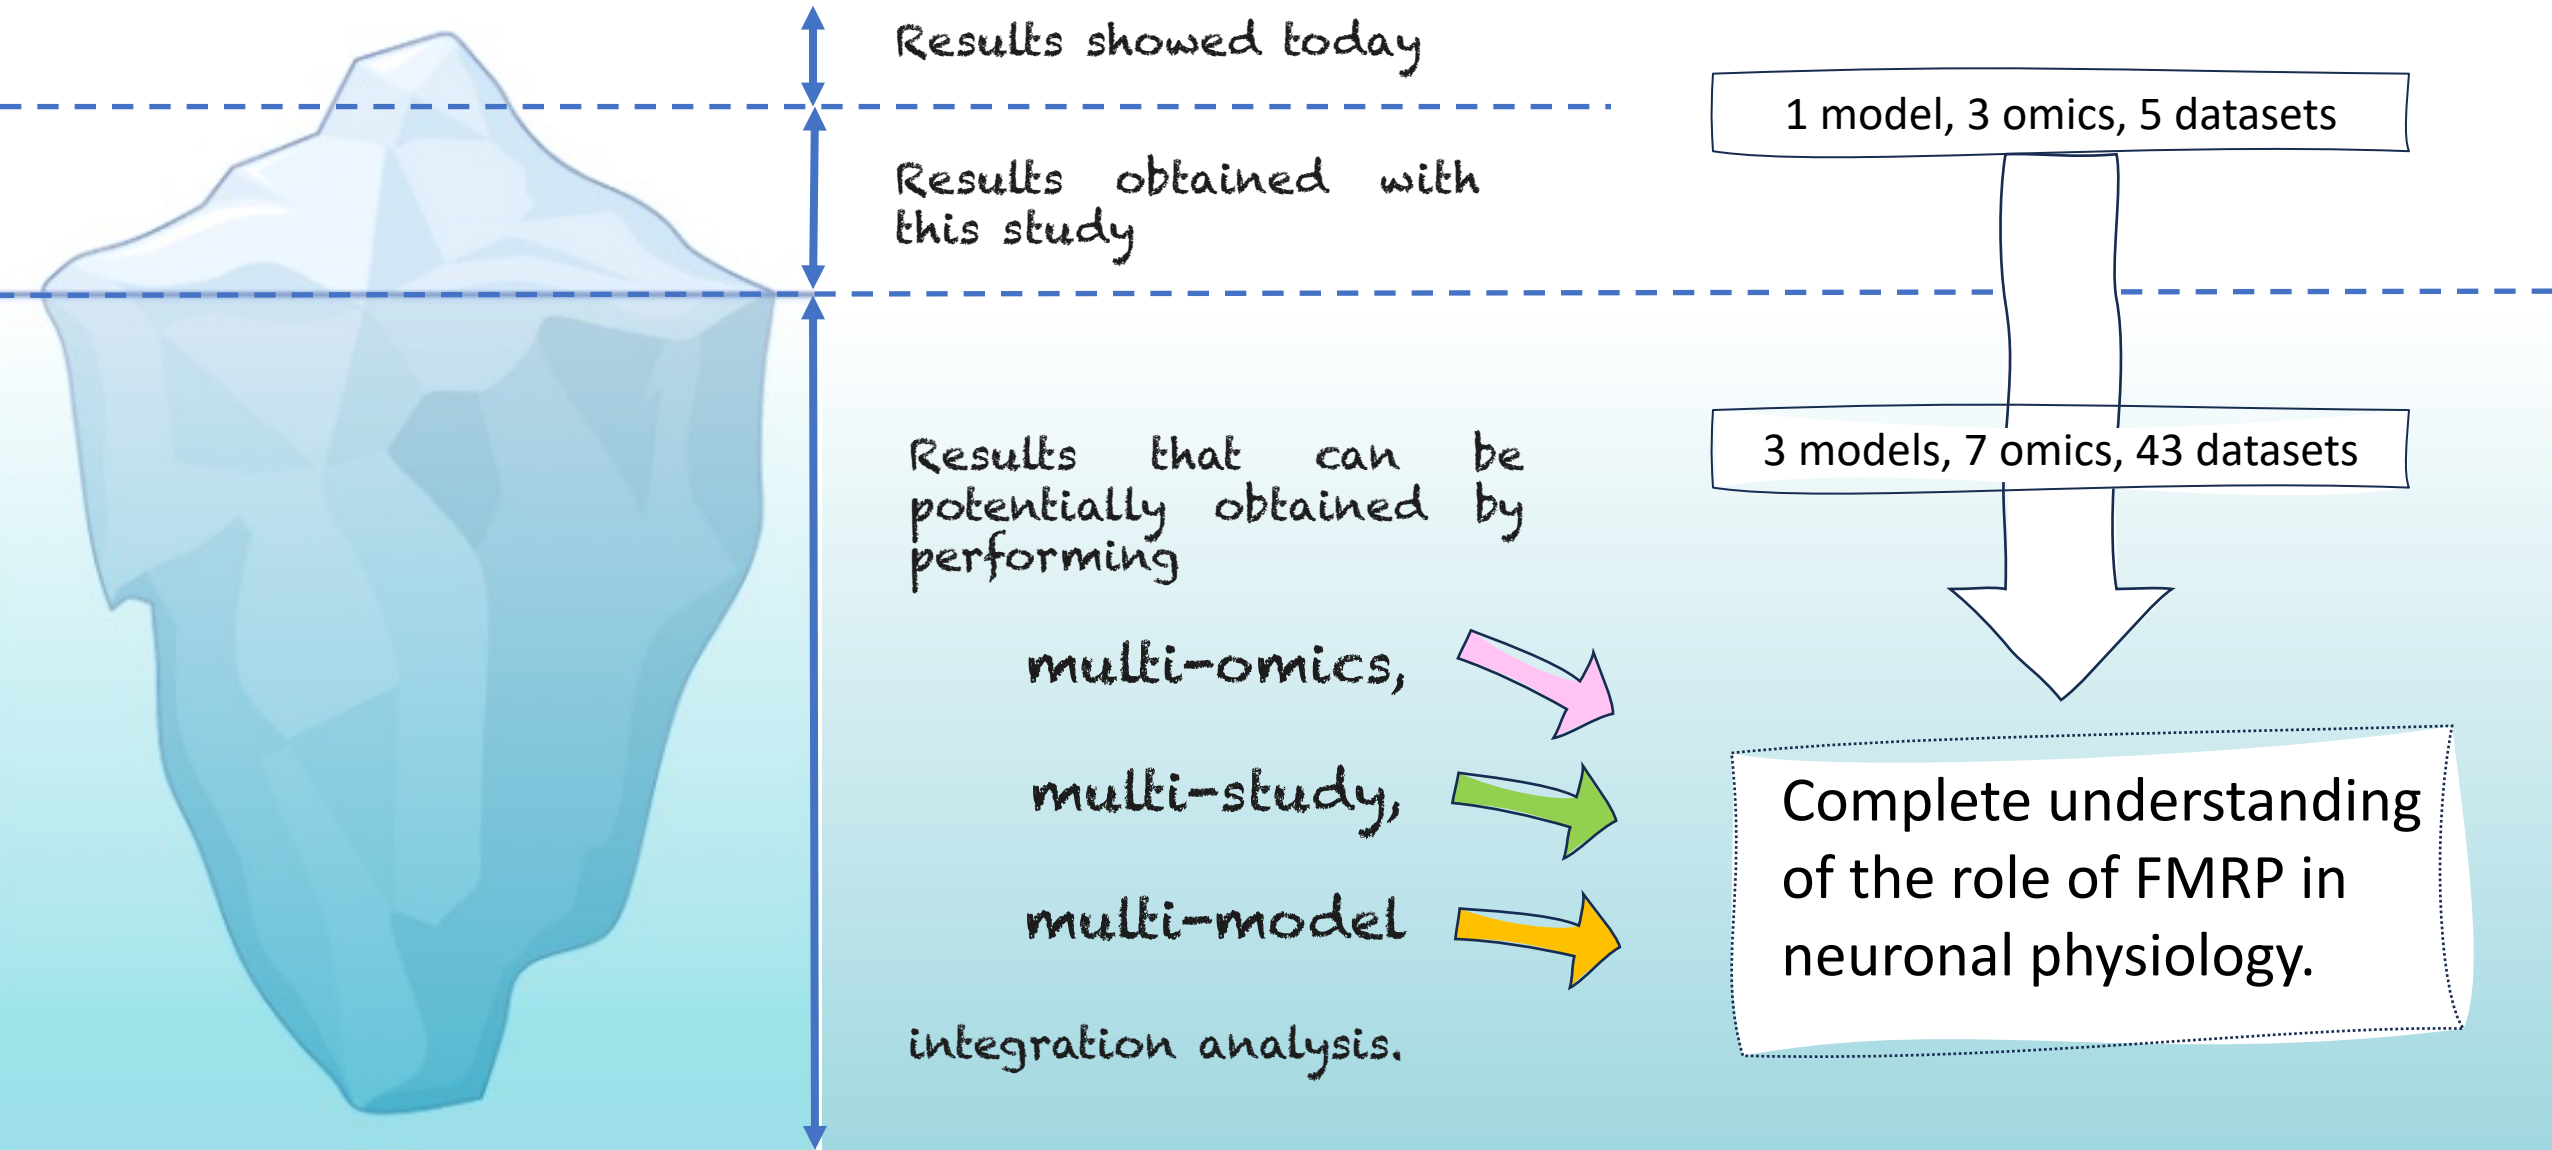 Results showed today
Results obtained with
this study
Results that can be
potentially obtained by
performing
multi-omics,
multi-study,
multi-model
integration analysis.
1 model, 3 omics, 5 datasets
3 models, 7 omics, 43 datasets
Complete understanding
of the role of FMRP in
neuronal physiology.